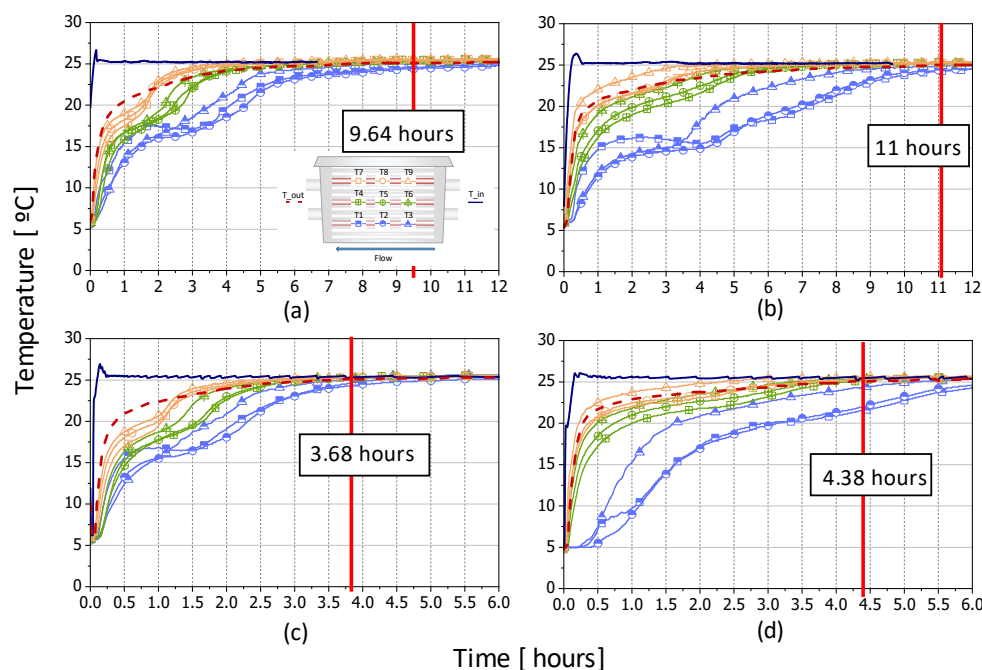 Temperature [ ºC]
30
25
20
15
10
5
0
9.64 hours
T_out
T_in
T7 T8 T9
T4 T5 T6
T1 T2 T3
Flow
0 1 2 3 4 5 6 7 8 9 10 11 12
(a)
30
25
20
15
10
5
0
11 hours
0 1 2 3 4 5 6 7 8 9 10 11 12
(b)
30
25
20
15
10
5
0
3.68 hours
0.0 0.5 1.0 1.5 2.0 2.5 3.0 3.5 4.0 4.5 5.0 5.5 6.0
(c)
30
25
20
15
10
5
0
4.38 hours
0.0 0.5 1.0 1.5 2.0 2.5 3.0 3.5 4.0 4.5 5.0 5.5 6.0
(d)
Time [ hours]